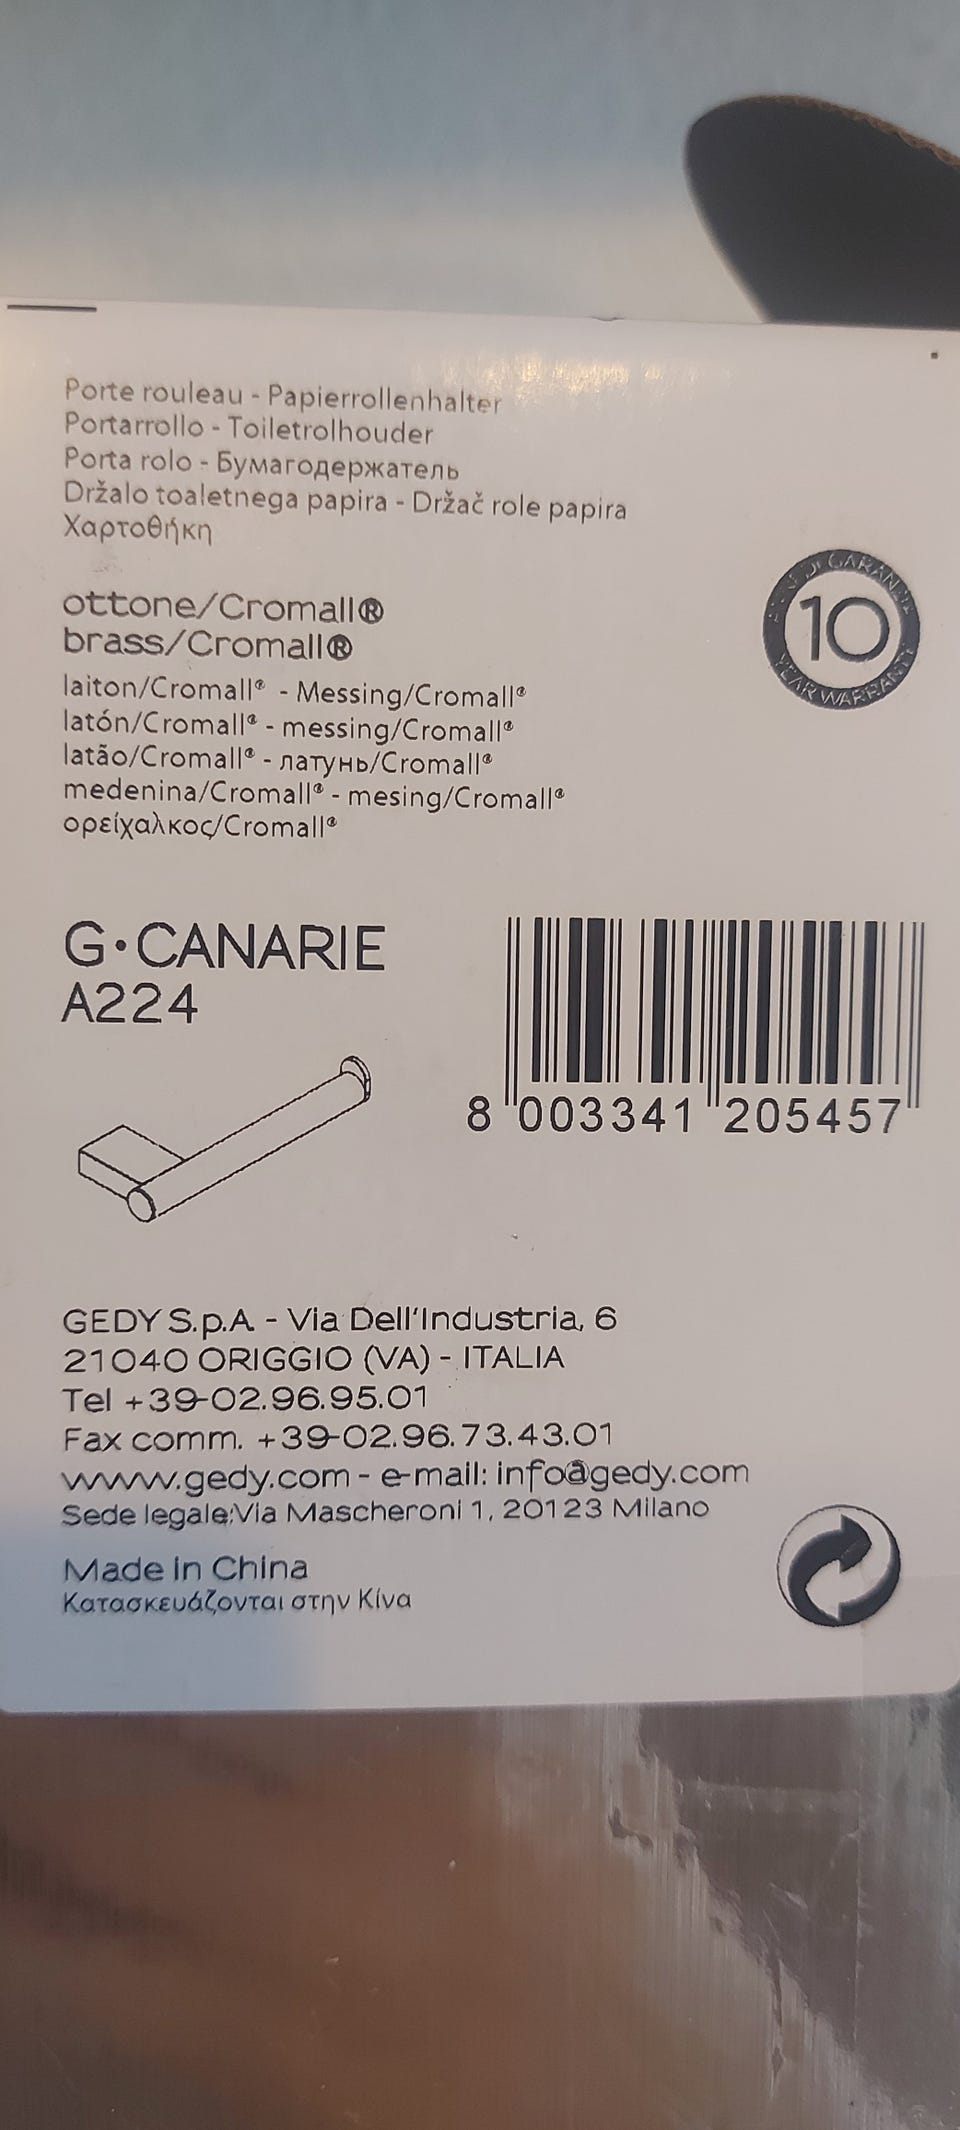 Porte rouleau - Papierrollenhalter
Portarrollo - Toiletrolhouder
Porta rolo - Бумагодержатель
Držalo toaletnega papira - Držač role papira
Χαρτοθήκη
ottone/Cromall®
brass/Cromall®
laiton/Cromall® - Messing/Cromall®
latón/Cromall® - messing/Cromall®
latão/Cromall® - латунь/Cromall®
medenina/Cromall® - mesing/Cromall®
ορείχαλκος/Cromall®
DI GARANZIA
10
YEAR WARRANTY
G•CANARIE
A224
8 003341 205457
GEDY S.p.A - Via Dell'Industria, 6
21040 ORIGGIO (VA) - ITALIA
Tel +39-02.96.95.01
Fax comm. +39-02.96.73.43.01
www.gedy.com - e-mail: info@gedy.com
Sede legale:Via Mascheroni 1, 20123 Milano
Made in China
Κατασκευάζονται στην Κίνα